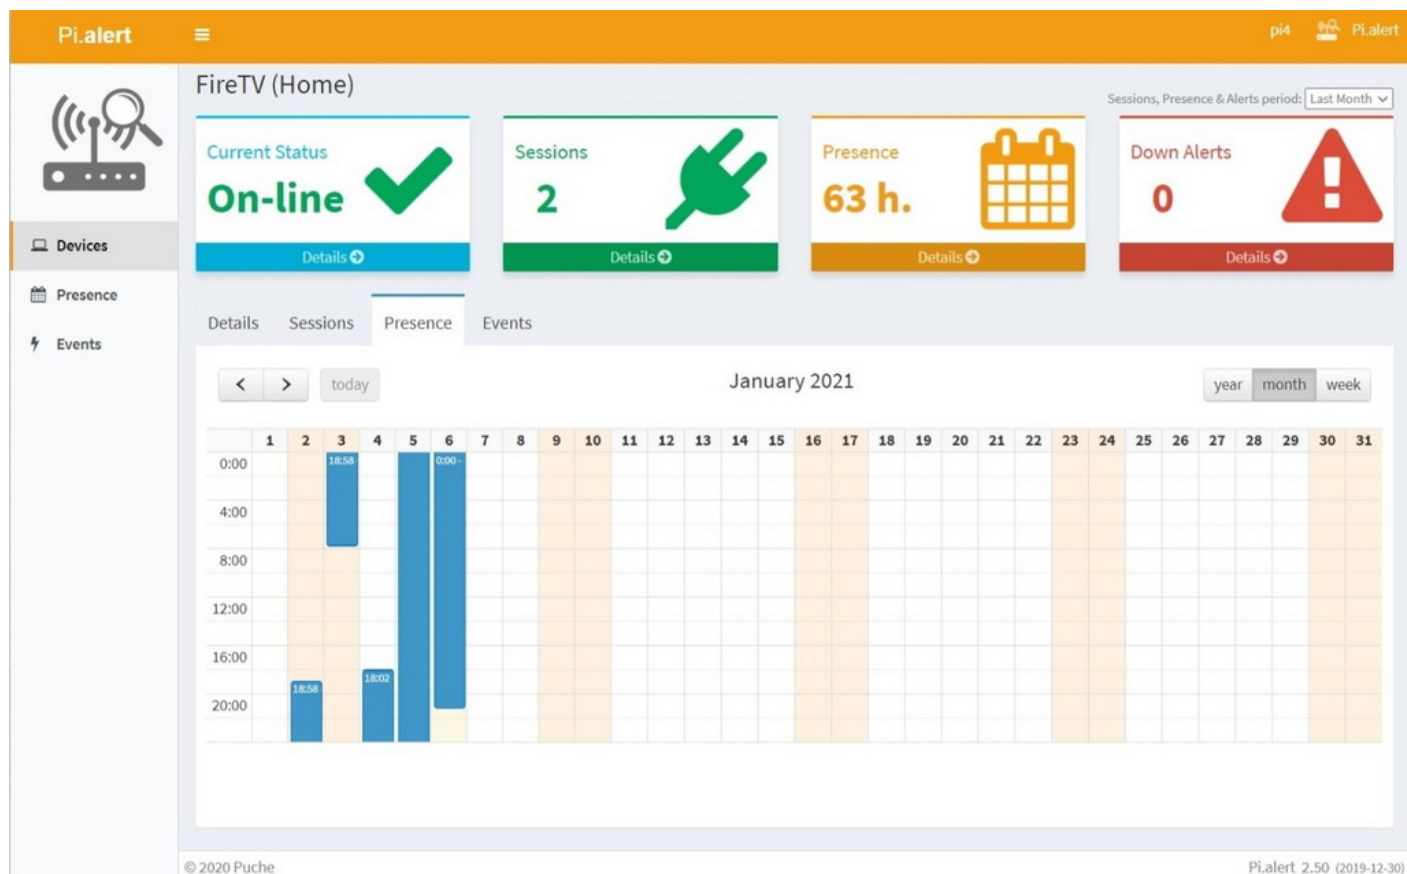 Pi.alert
pi4 Pi.alert
FireTV (Home)
Sessions, Presence & Alerts period: Last Month
Current Status
On-line
Details
Sessions
2
Details
Presence
63 h.
Details
Down Alerts
0
Details
Devices
Presence
Events
Details Sessions Presence Events
today
January 2021
year month week
1 2 3 4 5 6 7 8 9 10 11 12 13 14 15 16 17 18 19 20 21 22 23 24 25 26 27 28 29 30 31
0:00 18:58 0:00 -
4:00
8:00
12:00
16:00
18:02
18:58
20:00
© 2020 Puche
Pi.alert 2.50 (2019-12-30)